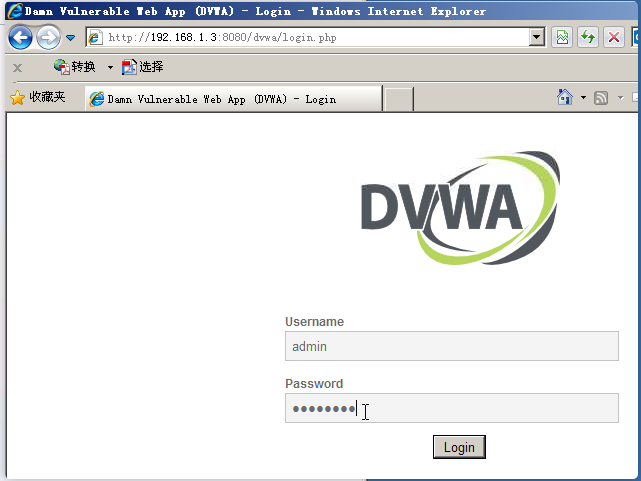 Damn Vulnerable Web App (DVWA) - Login - Windows Internet Explorer
http://192.168.1.3:8080/dvwa/login.php
x 转换 选择
收藏夹 Damn Vulnerable Web App (DVWA) - Login
DVWA
Username
admin
Password
Login